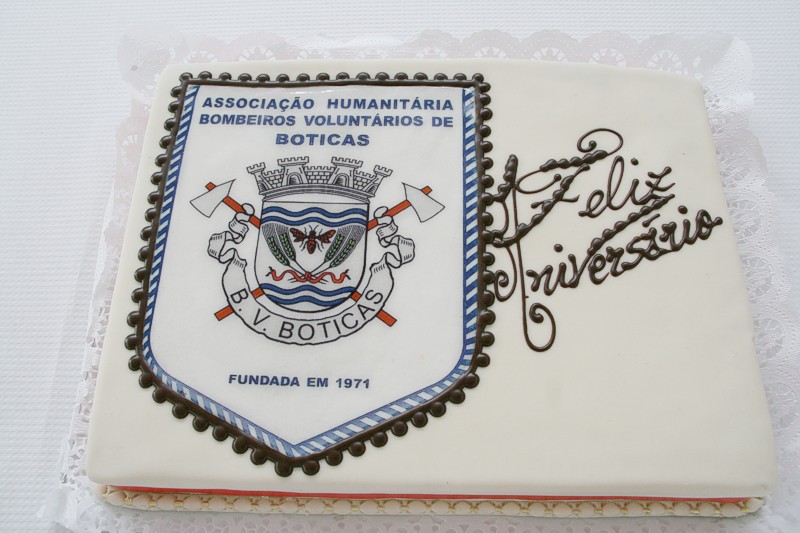 ASSOCIAÇÃO HUMANITÁRIA
BOMBEIROS VOLUNTÁRIOS DE
BOTICAS
B. V. BOTICAS
FUNDADA EM 1971
Feliz
Aniversário